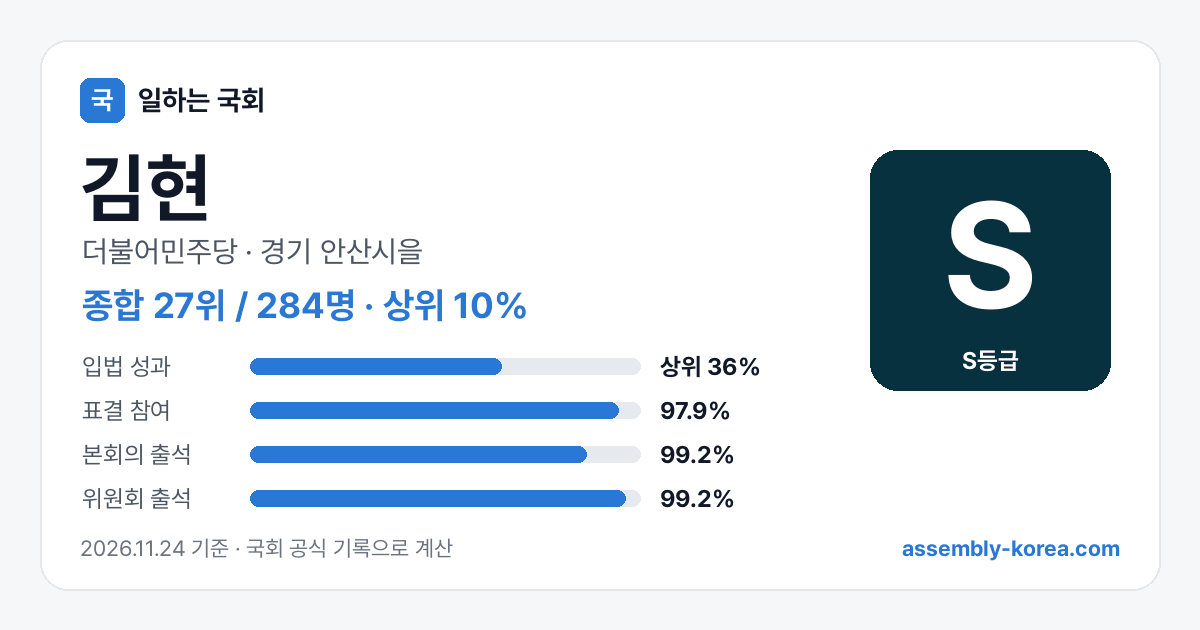 국 일하는 국회
김현
더불어민주당 · 경기 안산시을
종합 27위 / 284명 · 상위 10%
입법 성과 상위 36%
표결 참여 97.9%
본회의 출석 99.2%
위원회 출석 99.2%
S
S등급
2026.11.24 기준 · 국회 공식 기록으로 계산
assembly-korea.com